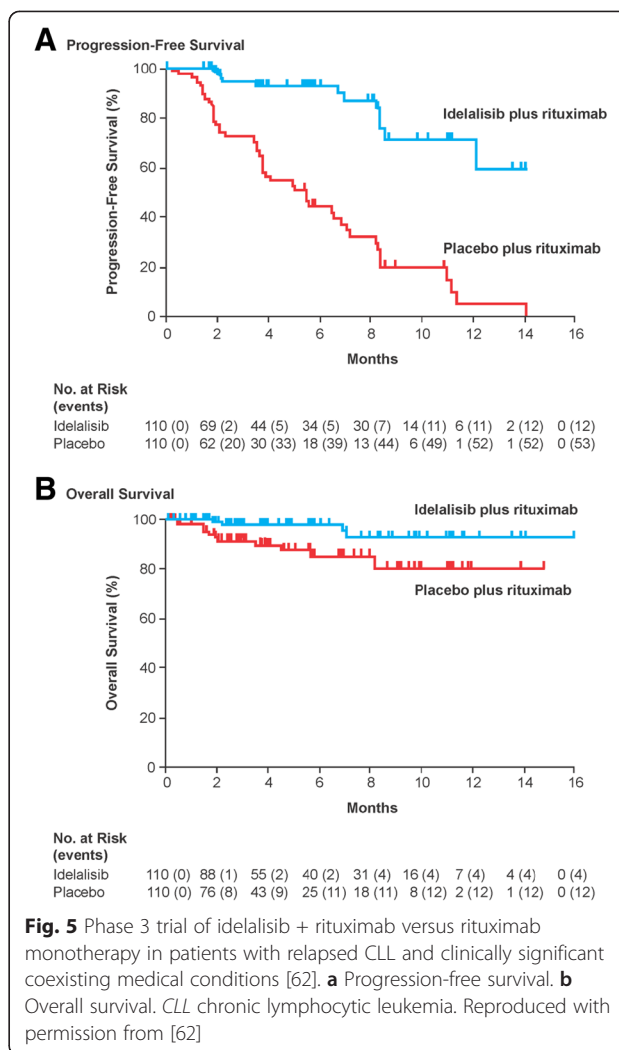 A Progression-Free Survival
100
80
60
40
20
0
Progression-Free Survival (%)
Idelalisib plus rituximab
Placebo plus rituximab
0 2 4 6 8 10 12 14 16
Months
No. at Risk
(events)
Idelalisib 110 (0) 69 (2) 44 (5) 34 (5) 30 (7) 14 (11) 6 (11) 2 (12) 0 (12)
Placebo 110 (0) 62 (20) 30 (33) 18 (39) 13 (44) 6 (49) 1 (52) 1 (52) 0 (53)
B Overall Survival
Idelalisib plus rituximab
100
80
60
40
20
0
Overall Survival (%)
Placebo plus rituximab
0 2 4 6 8 10 12 14 16
Months
No. at Risk
(events)
Idelalisib 110 (0) 88 (1) 55 (2) 40 (2) 31 (4) 16 (4) 7 (4) 4 (4) 0 (4)
Placebo 110 (0) 76 (8) 43 (9) 25 (11) 18 (11) 8 (12) 2 (12) 1 (12) 0 (12)
Fig. 5 Phase 3 trial of idelalisib + rituximab versus rituximab
monotherapy in patients with relapsed CLL and clinically significant
coexisting medical conditions [62]. a Progression-free survival. b
Overall survival. CLL chronic lymphocytic leukemia. Reproduced with
permission from [62]